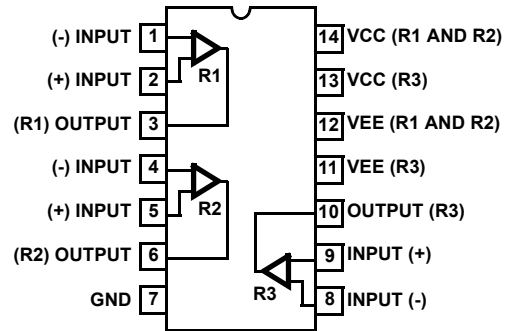 (-) INPUT 1
(+) INPUT 2
(R1) OUTPUT 3
(-) INPUT 4
(+) INPUT 5
(R2) OUTPUT 6
GND 7
R1
R2
R3
14 VCC (R1 AND R2)
13 VCC (R3)
12 VEE (R1 AND R2)
11 VEE (R3)
10 OUTPUT (R3)
9 INPUT (+)
8 INPUT (-)